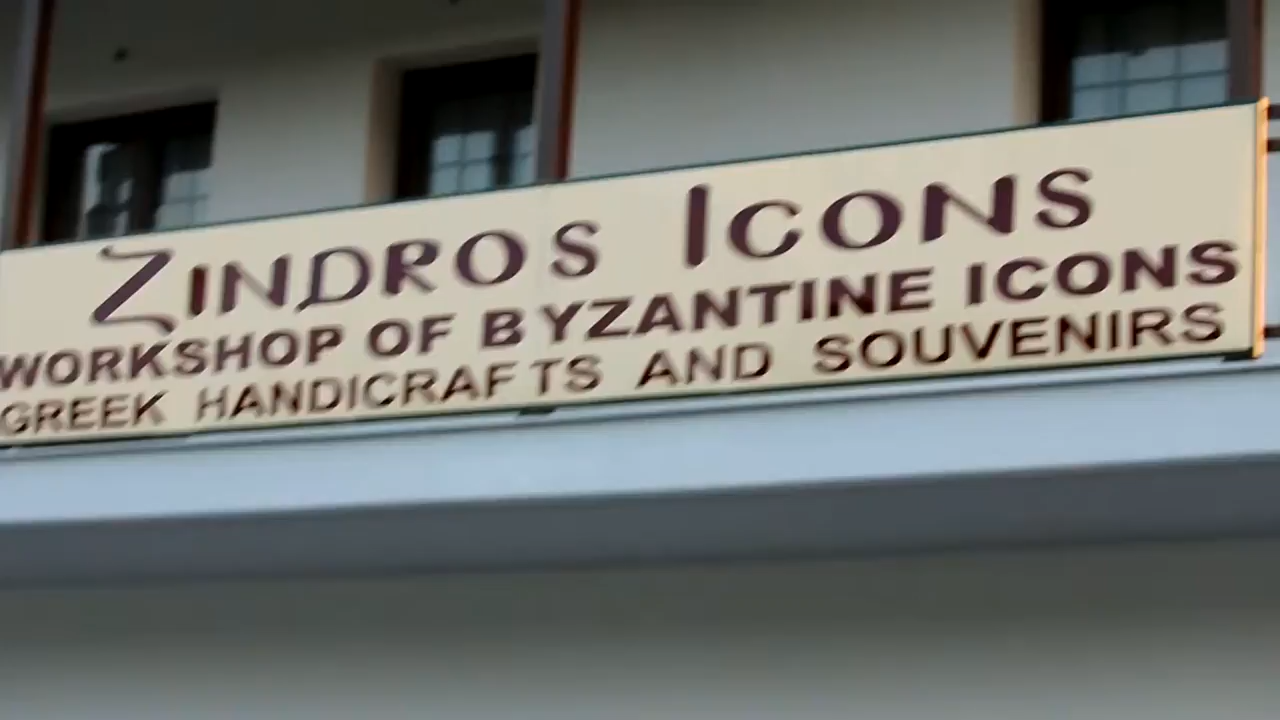 ZINDROS ICONS
WORKSHOP OF BYZANTINE ICONS
GREEK HANDICRAFTS AND SOUVENIRS